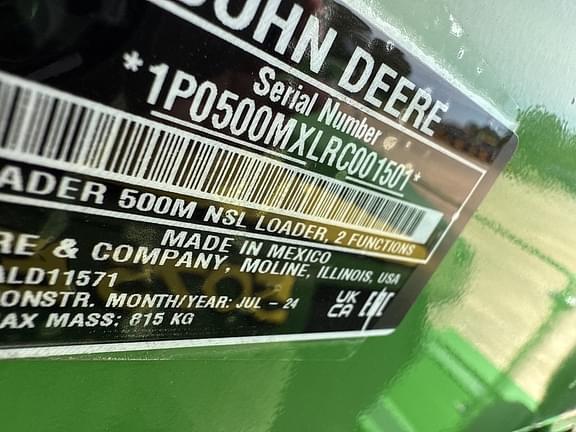 JOHN DEERE
Serial Number
*1P0500MXLRC001501*
ADER 500M NSL LOADER, 2 FUNCTIONS
MADE IN MEXICO
RE & COMPANY, MOLINE, ILLINOIS, USA
ALD11571
ONSTR. MONTH/YEAR: JUL - 24
AX MASS: 815 KG
UK
CA
EAC